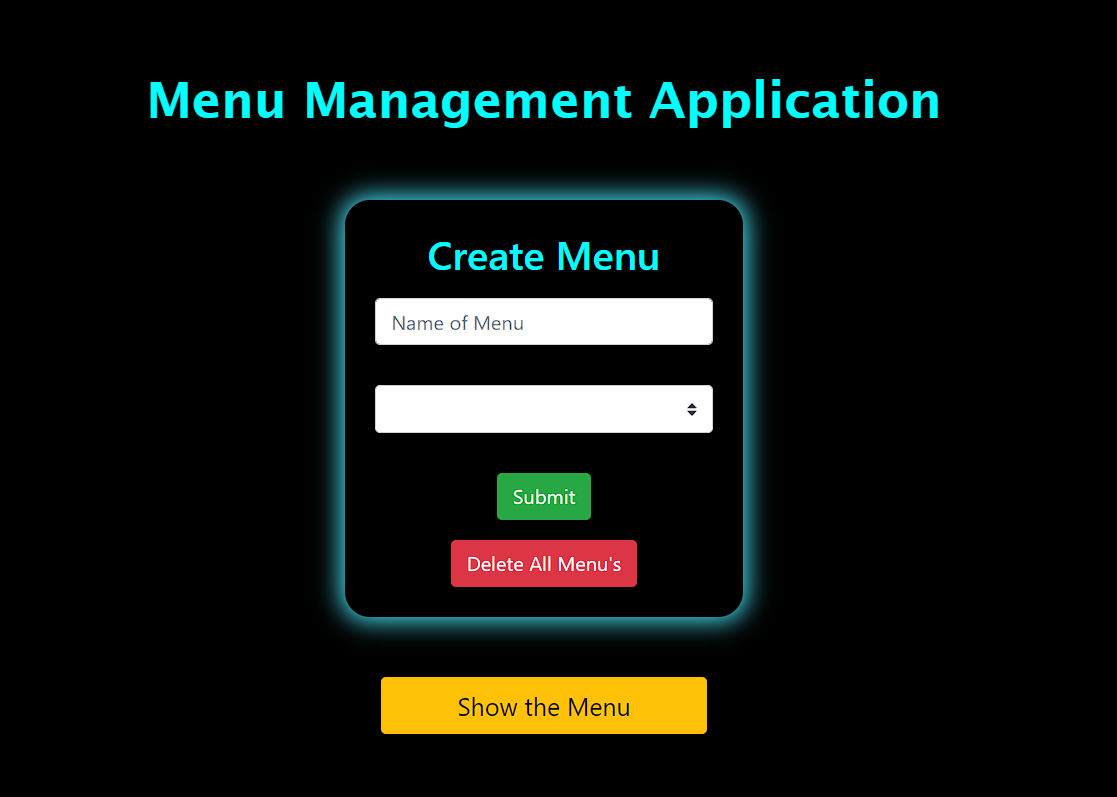 Menu Management Application
Create Menu
Name of Menu
Submit
Delete All Menu's
Show the Menu